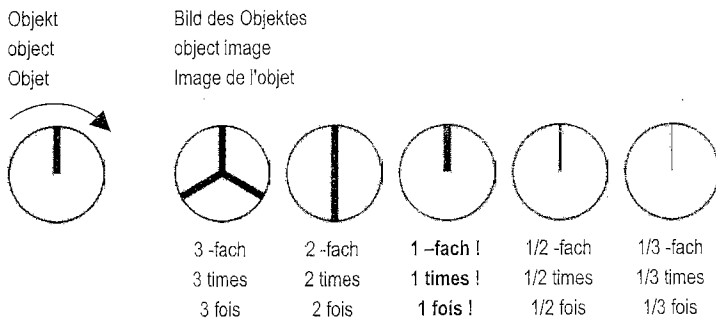 Objekt
object
Objet
Bild des Objektes
object image
Image de l'objet
3 -fach
3 times
3 fois
2 -fach
2 times
2 fois
1 –fach !
1 times !
1 fois !
1/2 -fach
1/2 times
1/2 fois
1/3 -fach
1/3 times
1/3 fois